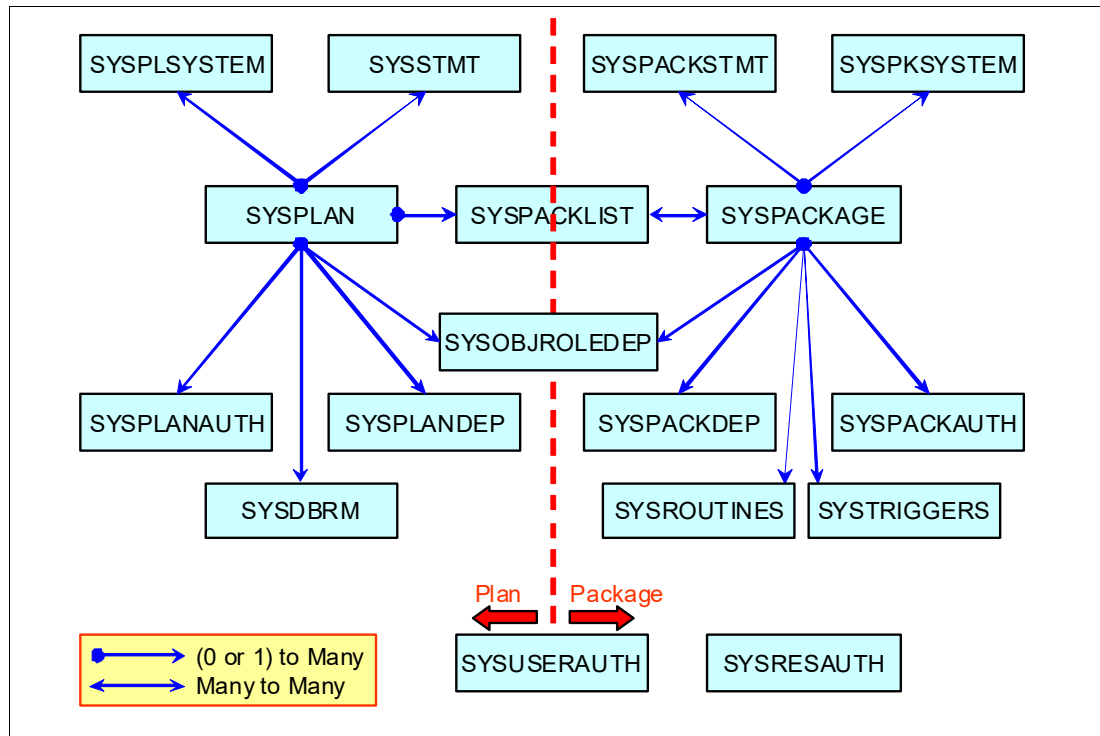 SYSPLSYSTEM
SYSSTMT
SYSPACKSTMT
SYSPKSYSTEM
SYSPLAN
SYSPACKLIST
SYSPACKAGE
SYSOBJROLEDEP
SYSPLANAUTH
SYSPLANDEP
SYSPACKDEP
SYSPACKAUTH
SYSDBRM
SYSROUTINES
SYSTRIGGERS
Plan
Package
(0 or 1) to Many
Many to Many
SYSUSERAUTH
SYSRESAUTH